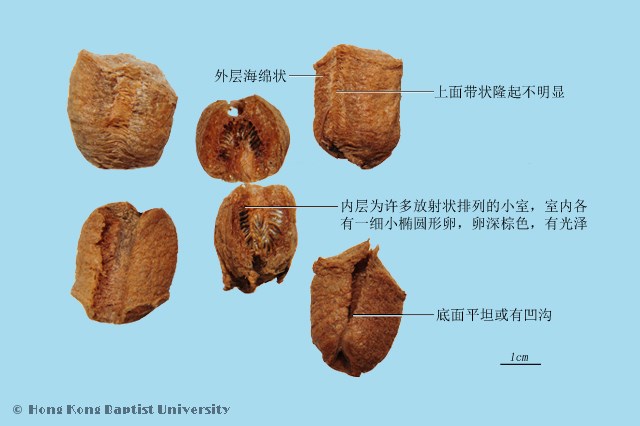 外层海绵状
上面带状隆起不明显
内层为许多放射状排列的小室，室内各
有一细小椭圆形卵，卵深棕色，有光泽
底面平坦或有凹沟
1cm
© Hong Kong Baptist University